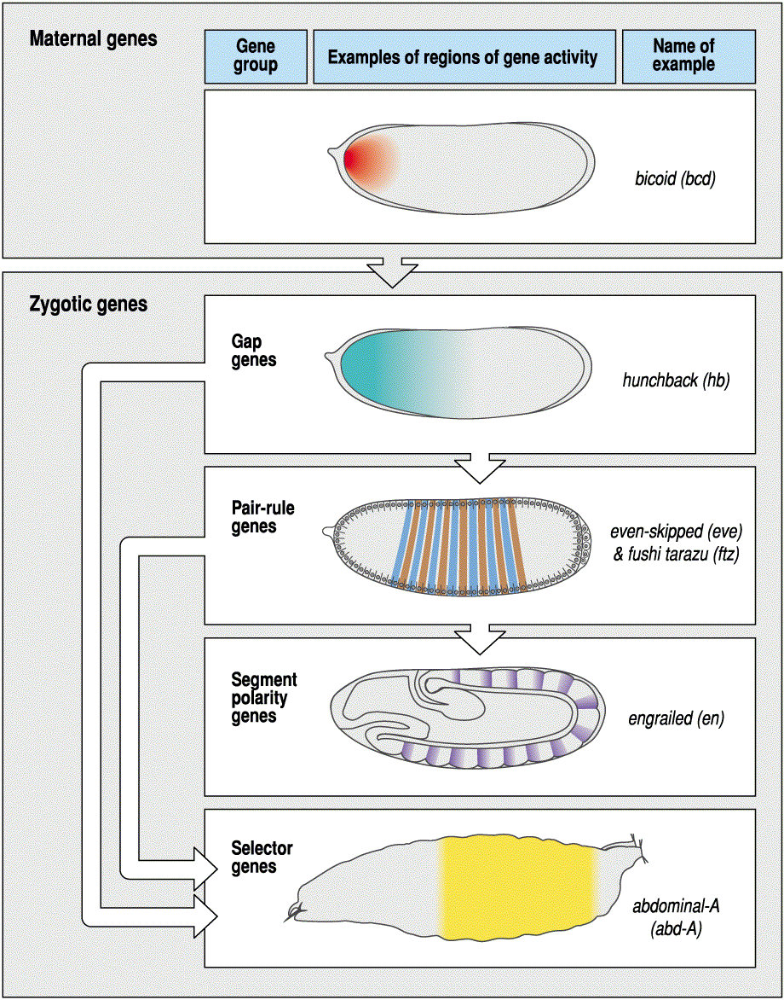 Maternal genes
Gene
group
Examples of regions of gene activity
Name of
example
bicoid (bcd)
Zygotic genes
Gap
genes
hunchback (hb)
Pair-rule
genes
even-skipped (eve)
& fushi tarazu (ftz)
Segment
polarity
genes
engrailed (en)
Selector
genes
abdominal-A
(abd-A)